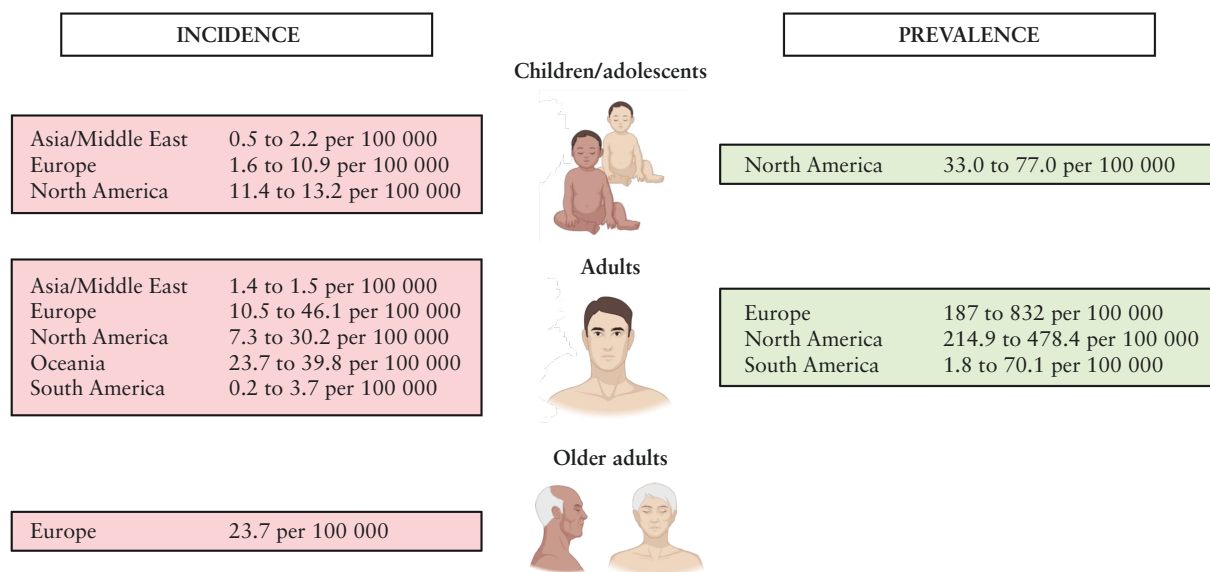 INCIDENCE
PREVALENCE
Children/adolescents
Asia/Middle East 0.5 to 2.2 per 100 000
Europe 1.6 to 10.9 per 100 000
North America 11.4 to 13.2 per 100 000
North America 33.0 to 77.0 per 100 000
Adults
Asia/Middle East 1.4 to 1.5 per 100 000
Europe 10.5 to 46.1 per 100 000
North America 7.3 to 30.2 per 100 000
Oceania 23.7 to 39.8 per 100 000
South America 0.2 to 3.7 per 100 000
Europe 187 to 832 per 100 000
North America 214.9 to 478.4 per 100 000
South America 1.8 to 70.1 per 100 000
Older adults
Europe 23.7 per 100 000